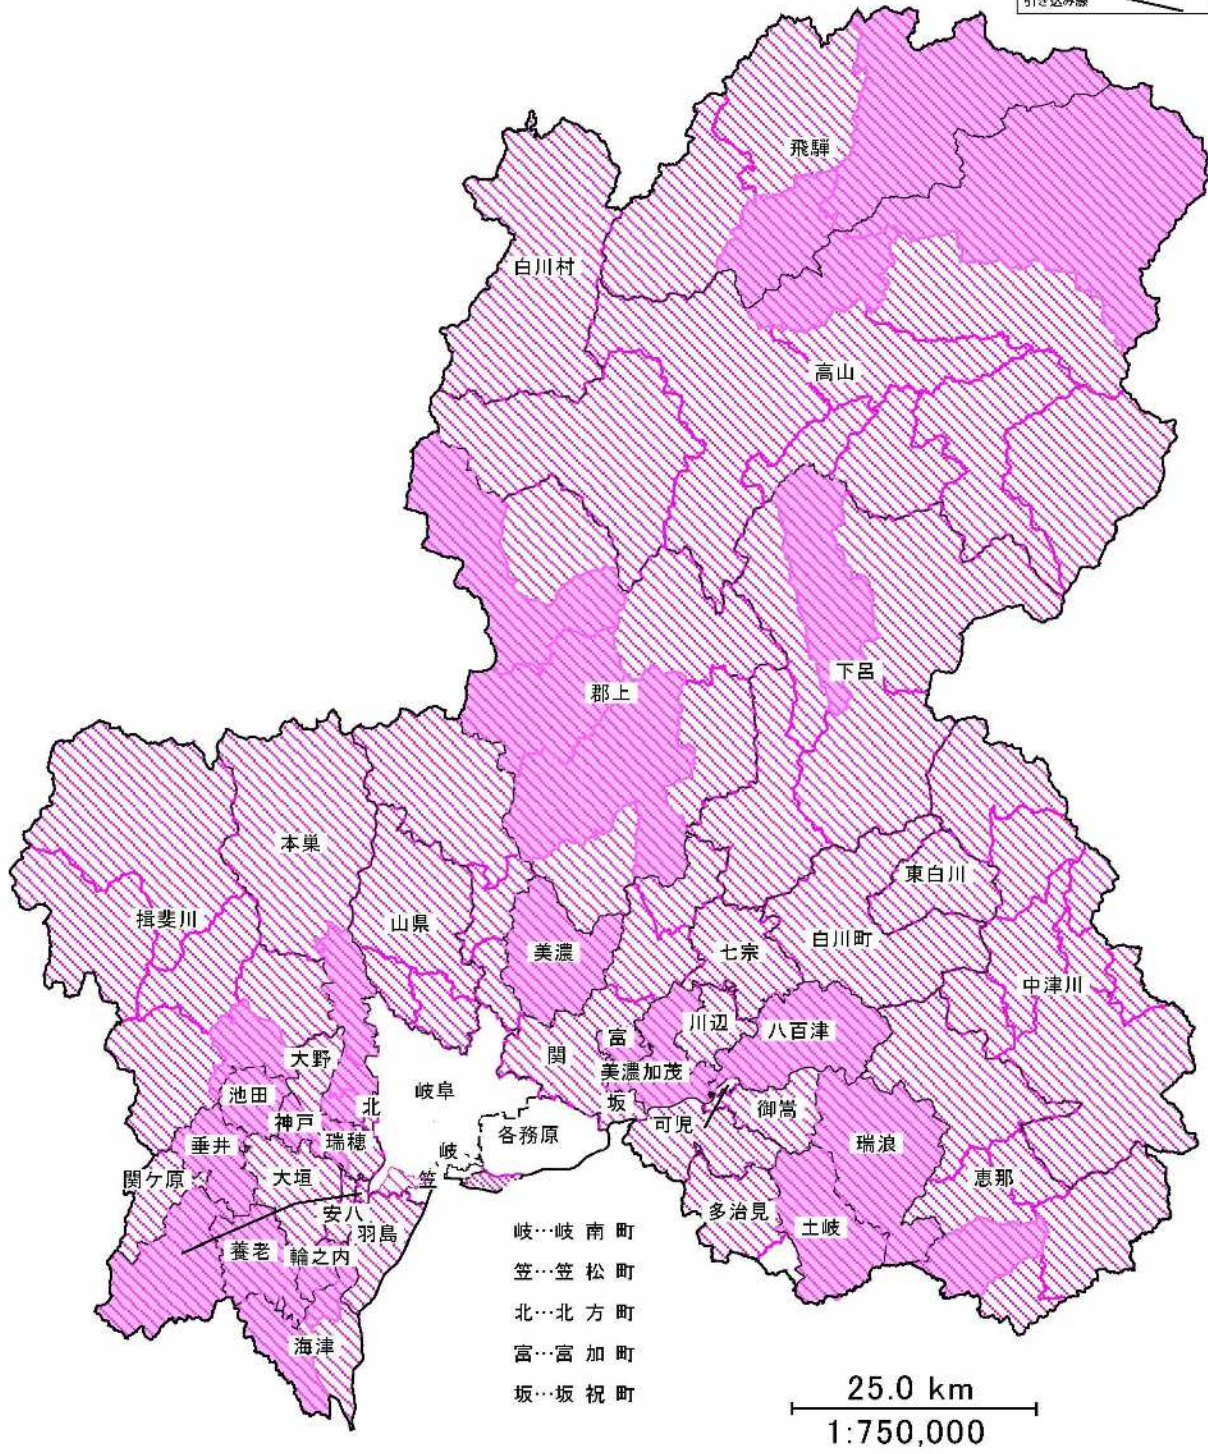 引き込み線
飛騨
白川村
高山
下呂
郡上
本巣
東白川
揖斐川
山県
美濃
七宗
白川町
中津川
川辺
八百津
富
関
大野
美濃加茂
岐阜
池田
坂
御嵩
北
神戸
可児
各務原
瑞穂
垂井
瑞浪
岐
関ケ原
大垣
笠
恵那
安八
多治見
土岐
羽島
養老
輪之内
海津
岐…岐南町
笠…笠松町
北…北方町
富…富加町
坂…坂祝町
25.0 km
1:750,000